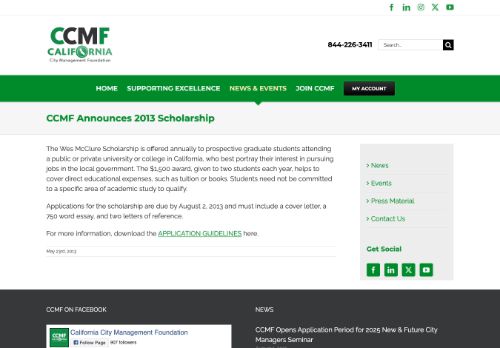 CCMF
CALIFORNIA
City Management Foundation
844-226-3411
Search...
HOME SUPPORTING EXCELLENCE NEWS & EVENTS JOIN CCMF MY ACCOUNT
CCMF Announces 2013 Scholarship
The Wes McClure Scholarship is offered annually to prospective graduate students attending
a public or private university or college in California, who best portray their interest in pursuing
jobs in the local government. The $1,500 award, given to two students each year, helps to
cover direct educational expenses, such as tuition or books. Students need not be committed
to a specific area of academic study to qualify.
Applications for the scholarship are due by August 2, 2013 and must include a cover letter, a
750 word essay, and two letters of reference.
For more information, download the APPLICATION GUIDELINES here.
May 23rd, 2013
> News
> Events
> Press Material
> Contact Us
Get Social
CCMF ON FACEBOOK
CCMF
California City Management Foundation
Follow Page 907 followers
NEWS
CCMF Opens Application Period for 2025 New & Future City
Managers Seminar